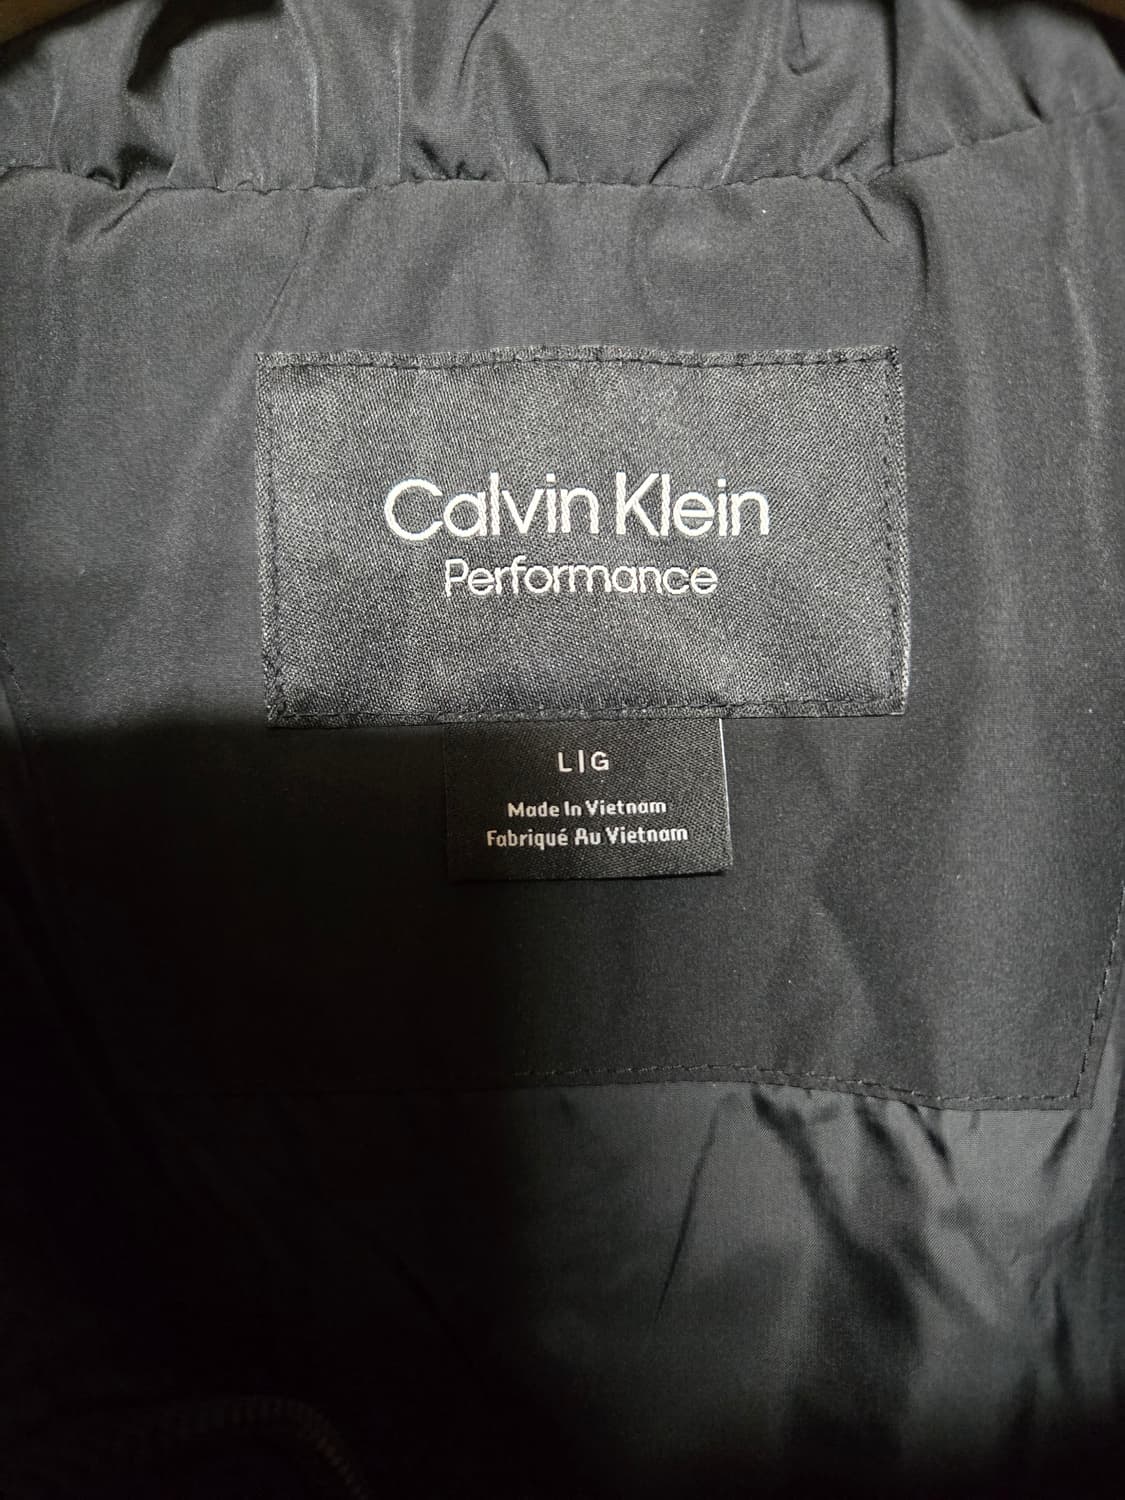 Calvin Klein
Performance
L|G
Made In Vietnam
Fabriqué Au Vietnam